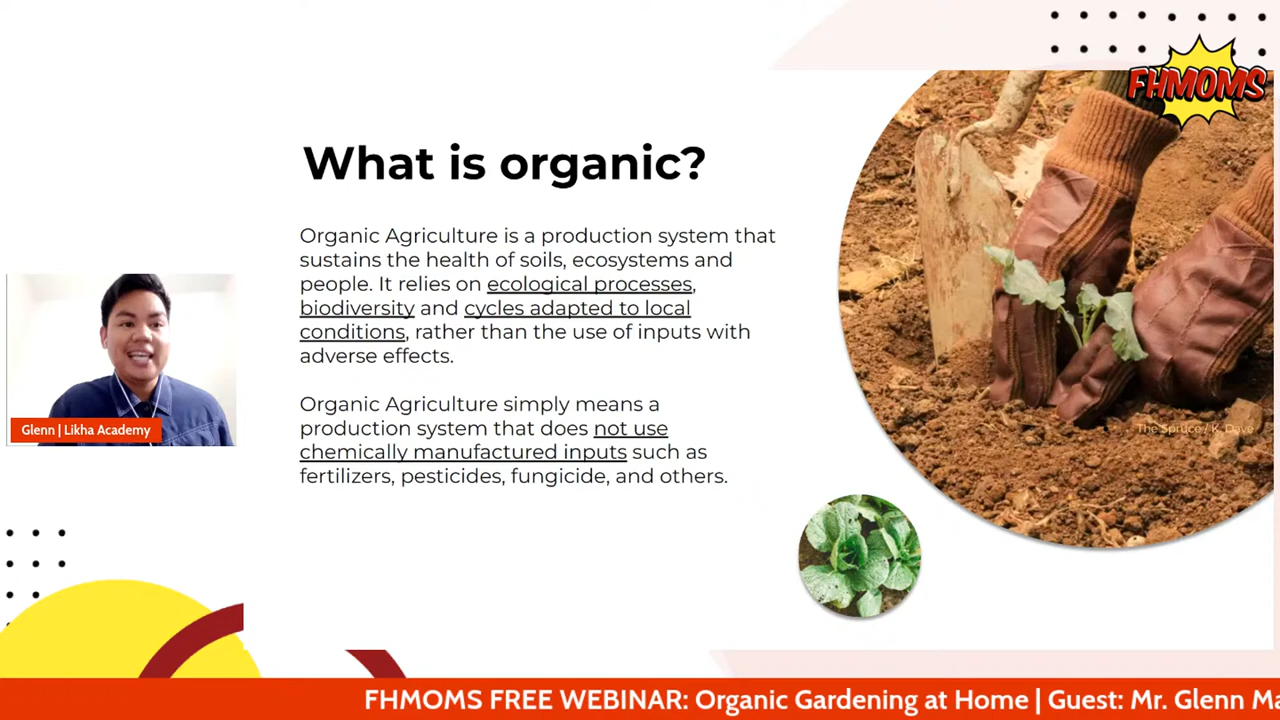 FHMOMS
What is organic?
Organic Agriculture is a production system that
sustains the health of soils, ecosystems and
people. It relies on ecological processes,
biodiversity and cycles adapted to local
conditions, rather than the use of inputs with
adverse effects.
Organic Agriculture simply means a
production system that does not use
chemically manufactured inputs such as
fertilizers, pesticides, fungicide, and others.
Glenn | Likha Academy
The Spruce / K. Dave
FHMOMS FREE WEBINAR: Organic Gardening at Home | Guest: Mr. Glenn Ma